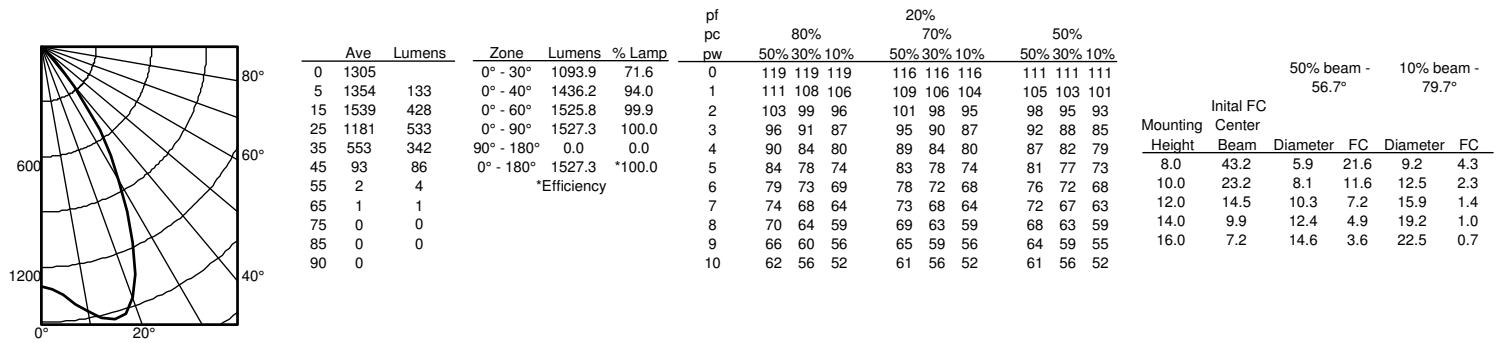 600
1200
0°
20°
40°
60°
80°
Ave Lumens
0 1305
5 1354 133
15 1539 428
25 1181 533
35 553 342
45 93 86
55 2 4
65 1 1
75 0 0
85 0 0
90 0
Zone Lumens % Lamp
0° - 30° 1093.9 71.6
0° - 40° 1436.2 94.0
0° - 60° 1525.8 99.9
0° - 90° 1527.3 100.0
90° - 180° 0.0 0.0
0° - 180° 1527.3 *100.0
*Efficiency
pf 20%
pc 80% 70% 50%
pw 50% 30% 10% 50% 30% 10% 50% 30% 10%
0 119 119 119 116 116 116 111 111 111
1 111 108 106 109 106 104 105 103 101
2 103 99 96 101 98 95 98 95 93
3 96 91 87 95 90 87 92 88 85
4 90 84 80 89 84 80 87 82 79
5 84 78 74 83 78 74 81 77 73
6 79 73 69 78 72 68 76 72 68
7 74 68 64 73 68 64 72 67 63
8 70 64 59 69 63 59 68 63 59
9 66 60 56 65 59 56 64 59 55
10 62 56 52 61 56 52 61 56 52
50% beam - 10% beam -
56.7° 79.7°
Inital FC
Mounting Center
Height Beam Diameter FC Diameter FC
8.0 43.2 5.9 21.6 9.2 4.3
10.0 23.2 8.1 11.6 12.5 2.3
12.0 14.5 10.3 7.2 15.9 1.4
14.0 9.9 12.4 4.9 19.2 1.0
16.0 7.2 14.6 3.6 22.5 0.7